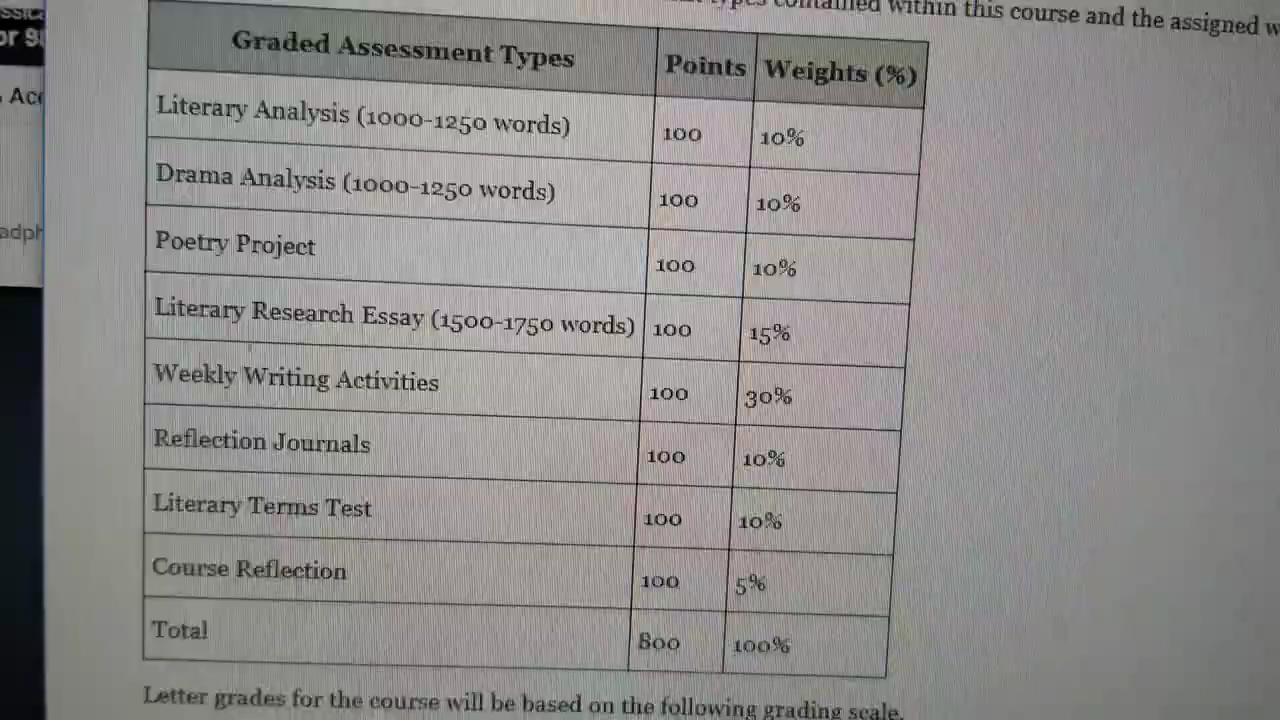 contained within this course and the assigned
Graded Assessment Types Points Weights (%)
Literary Analysis (1000-1250 words) 100 10%
Drama Analysis (1000-1250 words) 100 10%
Poetry Project 100 10%
Literary Research Essay (1500-1750 words) 100 15%
Weekly Writing Activities 100 30%
Reflection Journals 100 10%
Literary Terms Test 100 10%
Course Reflection 100 5%
Total 800 100%
Letter grades for the course will be based on the following grading scale.